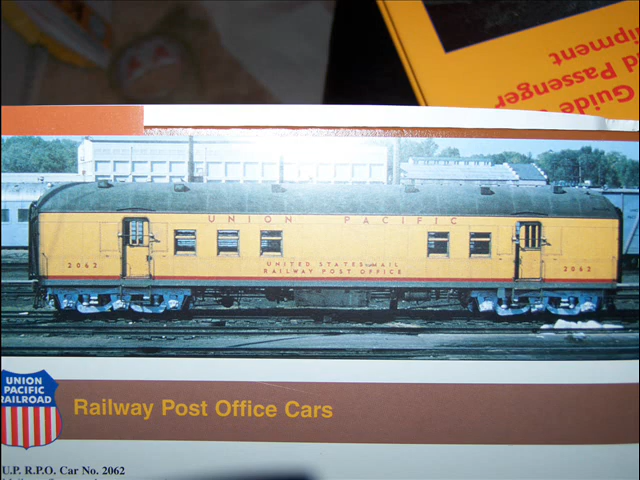 Guide
d Passenger
uipment
UNION PACIFIC
2062
UNITED STATES MAIL
RAILWAY POST OFFICE
2062
UNION
PACIFIC
RAILROAD
Railway Post Office Cars
U.P. R.P.O. Car No. 2062